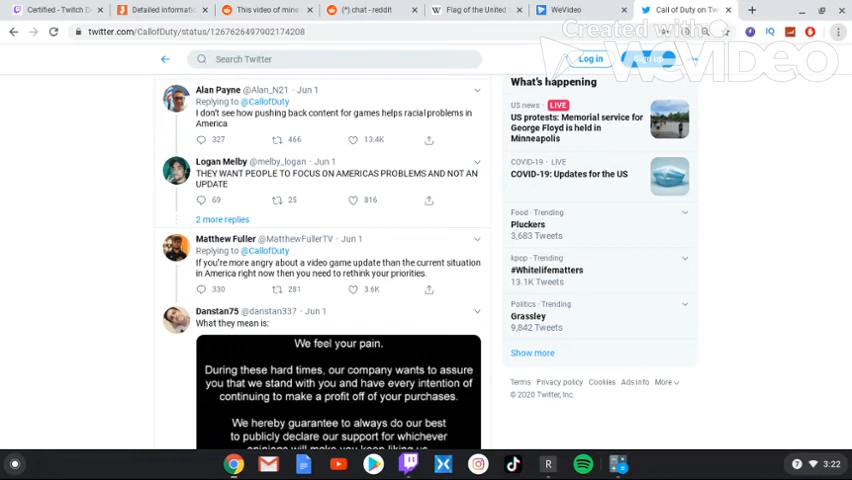 Certified - Twitch D
Detailed informatio
This video of mine
(*) chat - reddit
Flag of the United
WeVideo
Call of Duty on Tw
twitter.com/CallofDuty/status/1267626497902174208
Created with
WEVIDEO
Search Twitter
Log in
Sign up
Alan Payne @Alan_N21 · Jun 1
Replying to @CallofDuty
I don't see how pushing back content for games helps racial problems in
America
327 466 13.4K
Logan Melby @melby_logan · Jun 1
THEY WANT PEOPLE TO FOCUS ON AMERICAS PROBLEMS AND NOT AN
UPDATE
69 25 816
2 more replies
Matthew Fuller @MatthewFullerTV · Jun 1
Replying to @CallofDuty
If you're more angry about a video game update than the current situation
in America right now then you need to rethink your priorities.
330 281 3.6K
Danstan75 @danstan337 · Jun 1
What they mean is:
We feel your pain.
During these hard times, our company wants to assure
you that we stand with you and have every intention of
continuing to make a profit off of your purchases.
We hereby guarantee to always do our best
to publicly declare our support for whichever
opinions will make you keep liking us.
What's happening
US news · LIVE
US protests: Memorial service for
George Floyd is held in
Minneapolis
COVID-19 · LIVE
COVID-19: Updates for the US
Food · Trending
Pluckers
3,683 Tweets
kpop · Trending
#Whitelifematters
13.1K Tweets
Politics · Trending
Grassley
9,842 Tweets
Show more
Terms Privacy policy Cookies Ads info More
© 2020 Twitter, Inc.
3:22